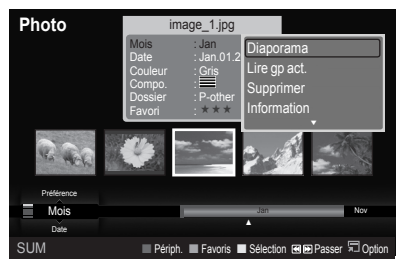 Photo
image_1.jpg
Mois : Jan
Date : Jan.01.2
Couleur : Gris
Compo. :
Dossier : P-other
Favori : ★★★
Diaporama
Lire gp act.
Supprimer
Information
Préférence
Mois
Jan
Nov
Date
SUM
Périph. Favoris Sélection Passer Option